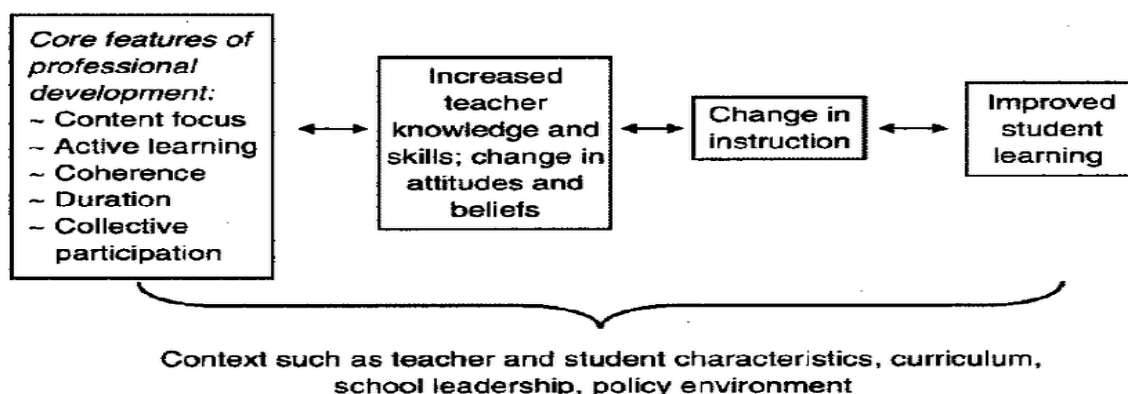 Core features of
professional
development:
~ Content focus
~ Active learning
~ Coherence
~ Duration
~ Collective
participation
Increased
teacher
knowledge and
skills; change in
attitudes and
beliefs
Change in
instruction
Improved
student
learning
Context such as teacher and student characteristics, curriculum,
school leadership, policy environment